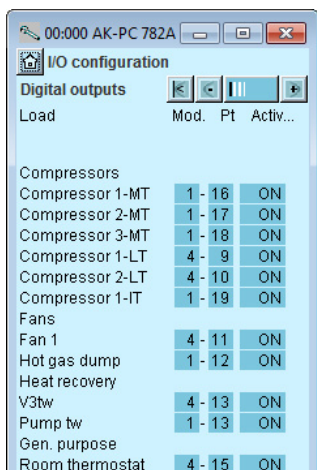 00:000 AK-PC 782A
I/O configuration
Digital outputs
Load Mod. Pt Activ...
Compressors
Compressor 1-MT 1 - 16 ON
Compressor 2-MT 1 - 17 ON
Compressor 3-MT 1 - 18 ON
Compressor 1-LT 4 - 9 ON
Compressor 2-LT 4 - 10 ON
Compressor 1-IT 1 - 19 ON
Fans
Fan 1 4 - 11 ON
Hot gas dump 1 - 12 ON
Heat recovery
V3tw 4 - 13 ON
Pump tw 1 - 13 ON
Gen. purpose
Room thermostat 4 - 15 ON